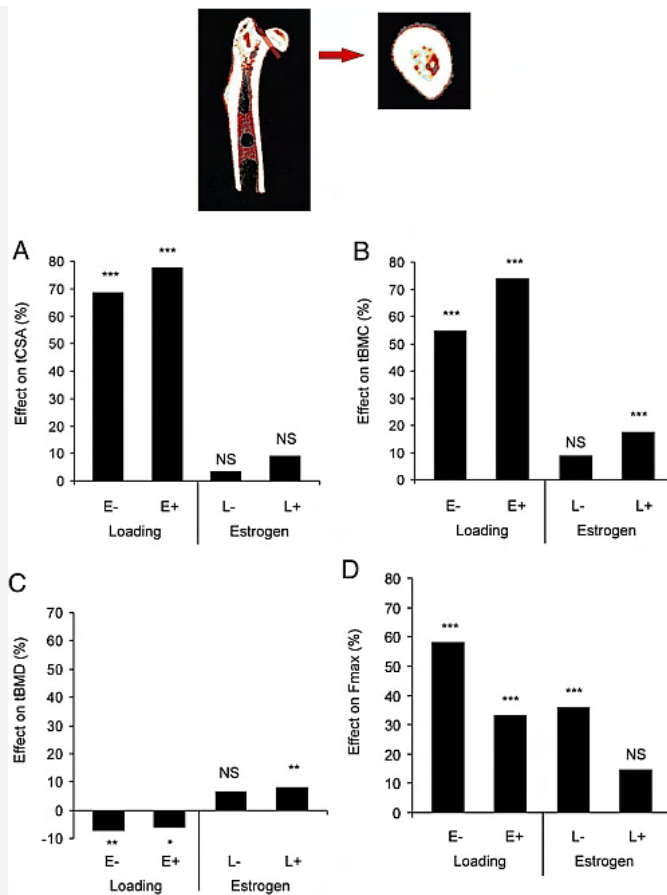 A
Effect on tCSA (%)
80
70
60
50
40
30
20
10
0
***
***
NS
NS
E-
E+
L-
L+
Loading
Estrogen
B
Effect on tBMC (%)
80
70
60
50
40
30
20
10
0
***
***
NS
***
E-
E+
L-
L+
Loading
Estrogen
C
Effect on tBMD (%)
70
60
50
40
30
20
10
0
-10
**
*
NS
**
E-
E+
L-
L+
Loading
Estrogen
D
Effect on Fmax (%)
80
70
60
50
40
30
20
10
0
***
***
***
NS
E-
E+
L-
L+
Loading
Estrogen